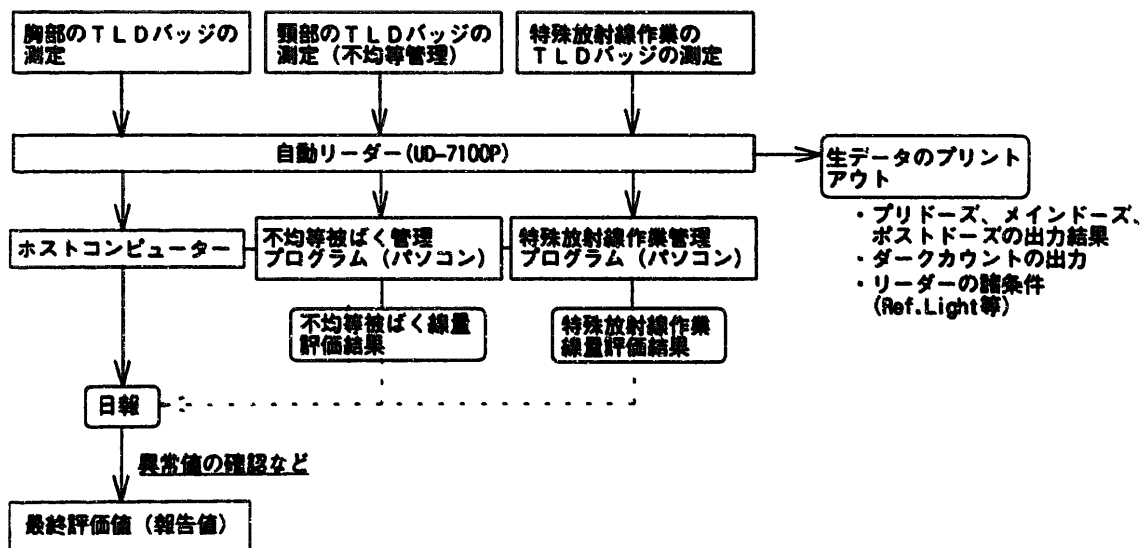 胸部のTLDバッジの
測定
頸部のTLDバッジの
測定(不均等管理)
特殊放射線作業の
TLDバッジの測定
自動リーダー(UD-7100P)
生データのプリント
アウト
・プリドーズ、メインドーズ、
ポストドーズの出力結果
・ダークカウントの出力
・リーダーの諸条件
(Ref.Light等)
ホストコンピューター
不均等被ばく管理
プログラム(パソコン)
特殊放射線作業管理
プログラム(パソコン)
不均等被ばく線量
評価結果
特殊放射線作業
線量評価結果
日報
異常値の確認など
最終評価値(報告値)